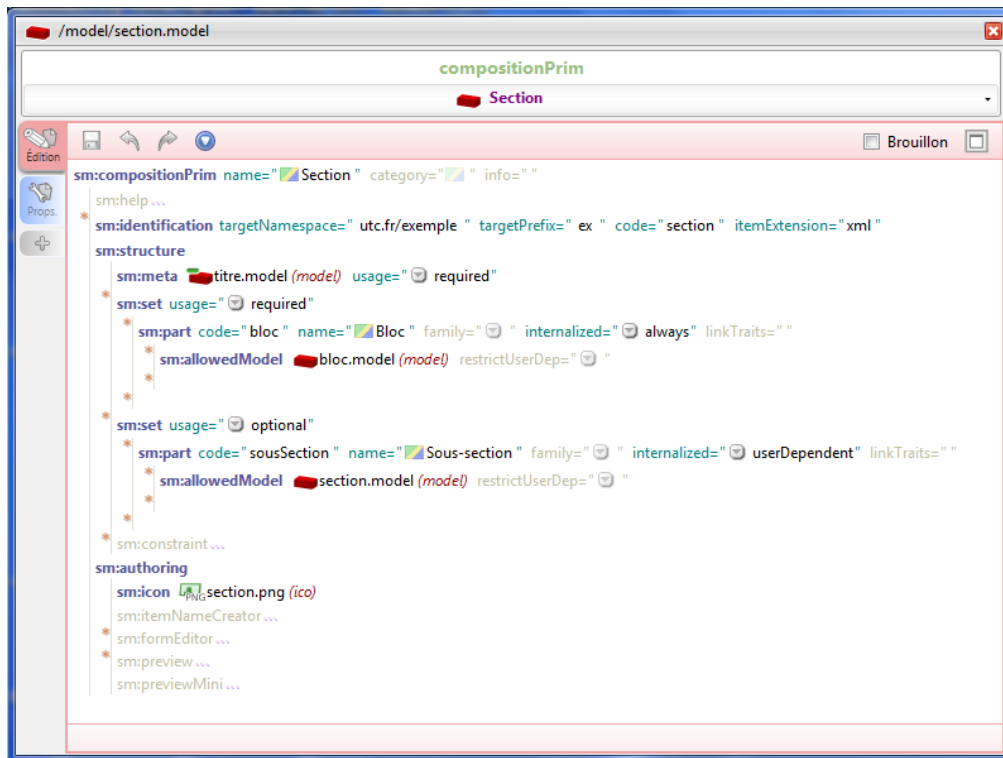 /model/section.model
compositionPrim
Section
Édition
Brouillon
Props.
sm:compositionPrim name=" Section " category=" " info=" "
sm:help ...
* sm:identification targetNamespace=" utc.fr/exemple " targetPrefix=" ex " code="section " itemExtension="xml "
sm:structure
sm:meta titre.model (model) usage=" required"
* sm:set usage=" required"
* sm:part code="bloc " name=" Bloc " family=" " internalized=" always" linkTraits=" "
* sm:allowedModel bloc.model (model) restrictUserDep=" "
*
*
* sm:set usage=" optional"
* sm:part code="sousSection " name=" Sous-section " family=" " internalized=" userDependent" linkTraits=" "
* sm:allowedModel section.model (model) restrictUserDep=" "
*
*
* sm:constraint ...
sm:authoring
sm:icon PNG section.png (ico)
sm:itemNameCreator ...
* sm:formEditor ...
* sm:preview ...
sm:previewMini ...